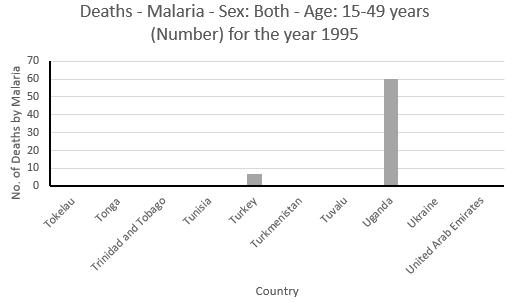 Deaths - Malaria - Sex: Both - Age: 15-49 years
(Number) for the year 1995
No. of Deaths by Malaria
70
60
50
40
30
20
10
0
Tokelau
Tonga
Trinidad and Tobago
Tunisia
Turkey
Turkmenistan
Tuvalu
Uganda
Ukraine
United Arab Emirates
Country